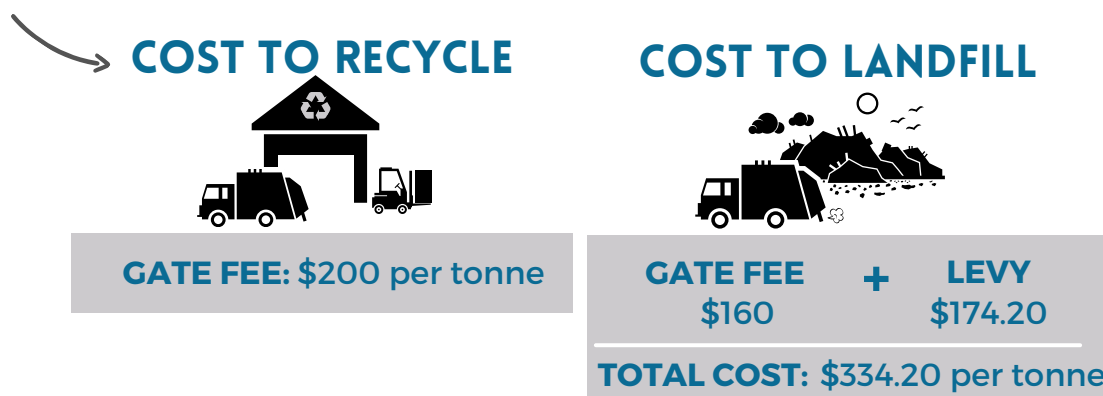 COST TO RECYCLE
GATE FEE: $200 per tonne
COST TO LANDFILL
GATE FEE + LEVY
$160 $174.20
TOTAL COST: $334.20 per tonne